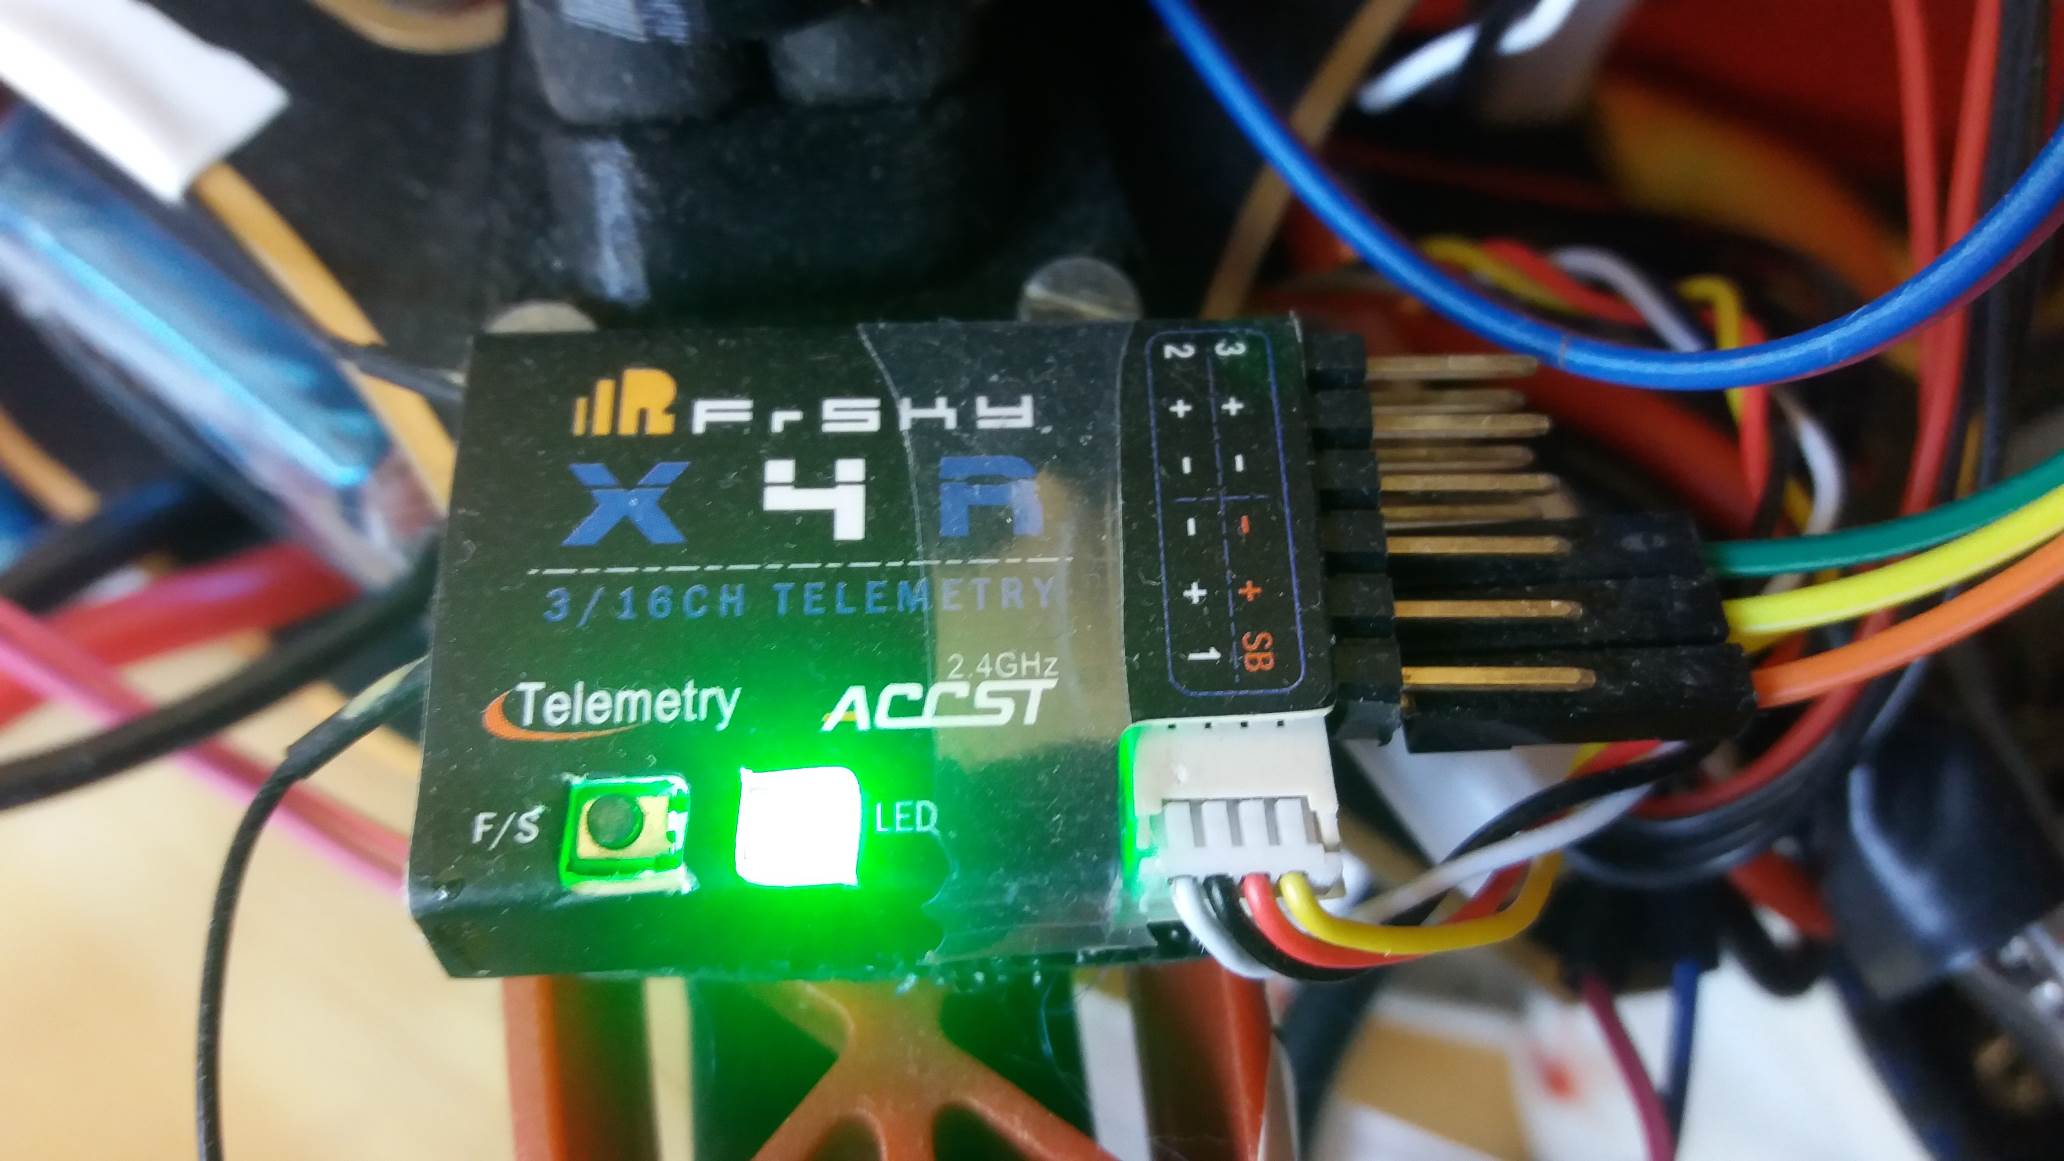 FrSky
X4R
3/16CH TELEMETRY
Telemetry
2.4GHz
ACCST
F/S
LED
2 + - - + 1
3 + - - + SB